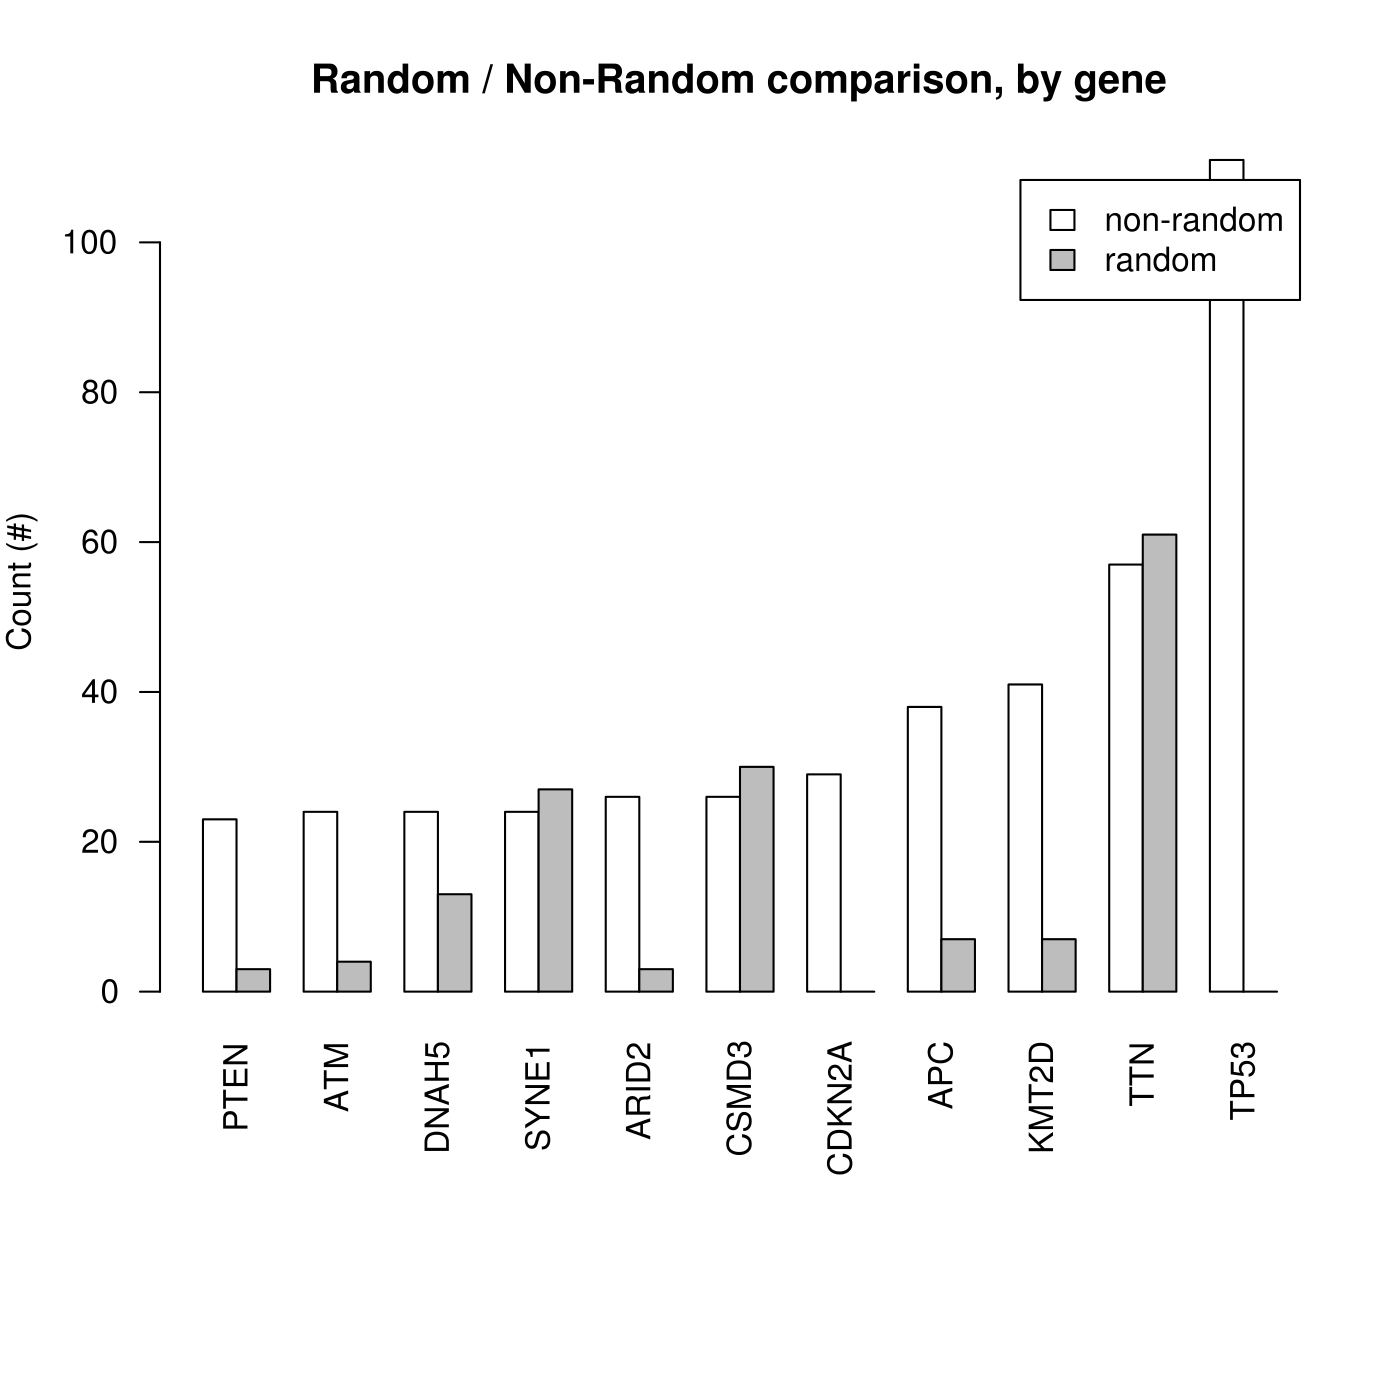 Random / Non-Random comparison, by gene
non-random
random
Count (#)
100
80
60
40
20
0
PTEN
ATM
DNAH5
SYNE1
ARID2
CSMD3
CDKN2A
APC
KMT2D
TTN
TP53